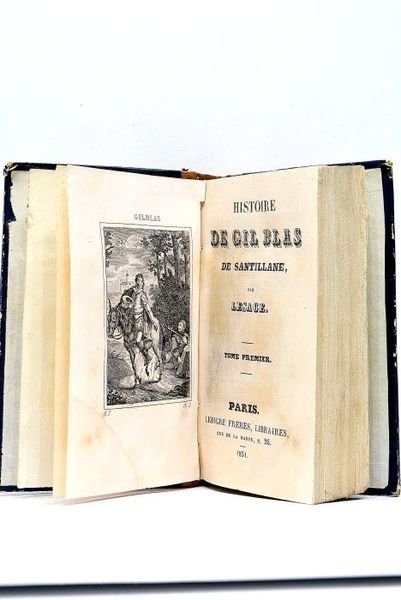 GILBLAS
HISTOIRE
DE GIL BLAS
DE SANTILLANE,
PAR
LESAGE.
TOME PREMIER.
PARIS.
LEBIGRE FRÈRES, LIBRAIRES,
RUE DE LA HARPE, N. 26.